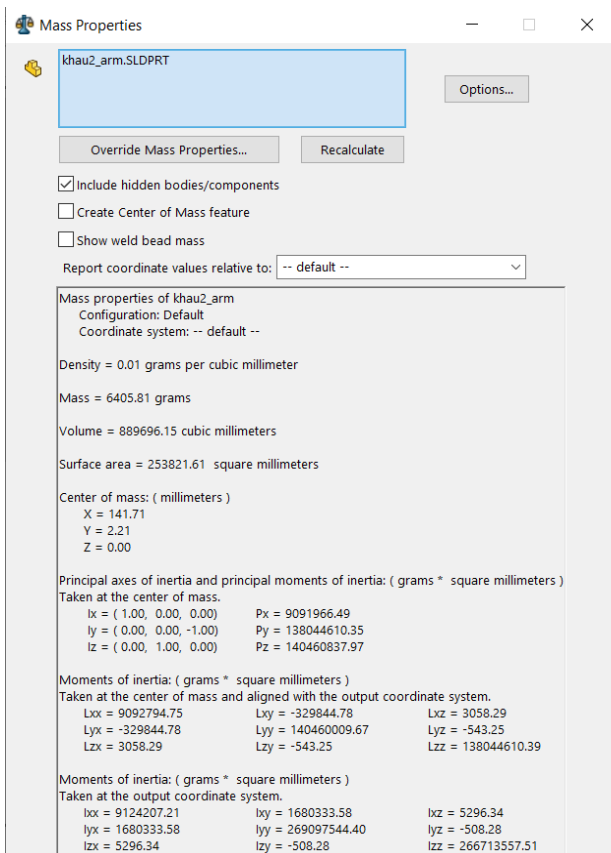 Mass Properties
khau2_arm.SLDPRT
Options...
Override Mass Properties...
Recalculate
Include hidden bodies/components
Create Center of Mass feature
Show weld bead mass
Report coordinate values relative to: -- default --
Mass properties of khau2_arm
Configuration: Default
Coordinate system: -- default --
Density = 0.01 grams per cubic millimeter
Mass = 6405.81 grams
Volume = 889696.15 cubic millimeters
Surface area = 253821.61 square millimeters
Center of mass: ( millimeters )
X = 141.71
Y = 2.21
Z = 0.00
Principal axes of inertia and principal moments of inertia: ( grams * square millimeters )
Taken at the center of mass.
Ix = ( 1.00, 0.00, 0.00) Px = 9091966.49
Iy = ( 0.00, 0.00, -1.00) Py = 138044610.35
Iz = ( 0.00, 1.00, 0.00) Pz = 140460837.97
Moments of inertia: ( grams * square millimeters )
Taken at the center of mass and aligned with the output coordinate system.
Lxx = 9092794.75 Lxy = -329844.78 Lxz = 3058.29
Lyx = -329844.78 Lyy = 140460009.67 Lyz = -543.25
Lzx = 3058.29 Lzy = -543.25 Lzz = 138044610.39
Moments of inertia: ( grams * square millimeters )
Taken at the output coordinate system.
Ixx = 9124207.21 Ixy = 1680333.58 Ixz = 5296.34
Iyx = 1680333.58 Iyy = 269097544.40 Iyz = -508.28
Izx = 5296.34 Izy = -508.28 Izz = 266713557.51